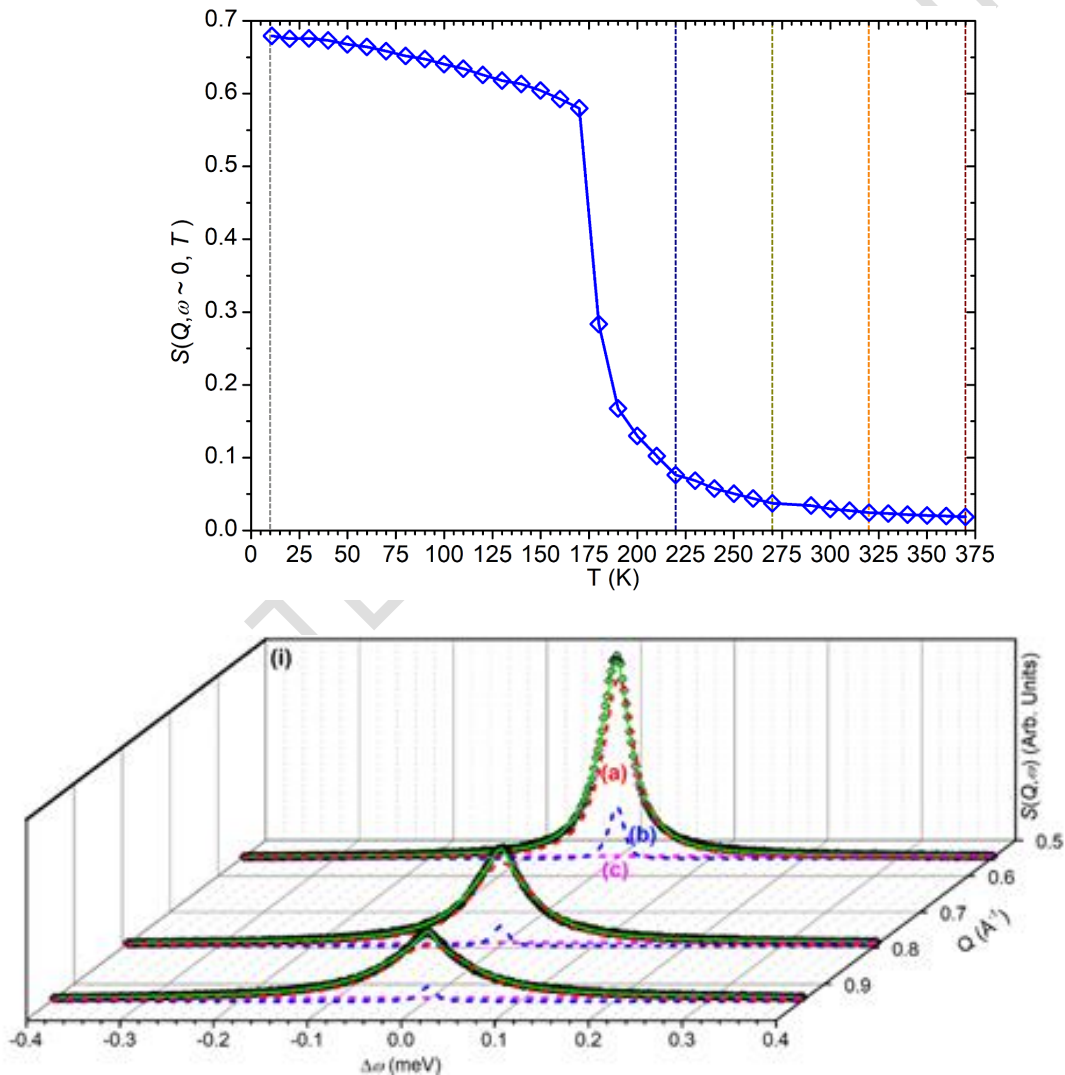 0.7
0.6
0.5
0.4
0.3
0.2
0.1
0.0
S(Q,ω ~ 0, T )
0 25 50 75 100 125 150 175 200 225 250 275 300 325 350 375
T (K)
(i)
(a)
(b)
(c)
S(Q,ω) (Arb. Units)
0.5
0.6
0.7
0.8
0.9
Q (Å⁻¹)
-0.4 -0.3 -0.2 -0.1 0.0 0.1 0.2 0.3 0.4
Δω (meV)